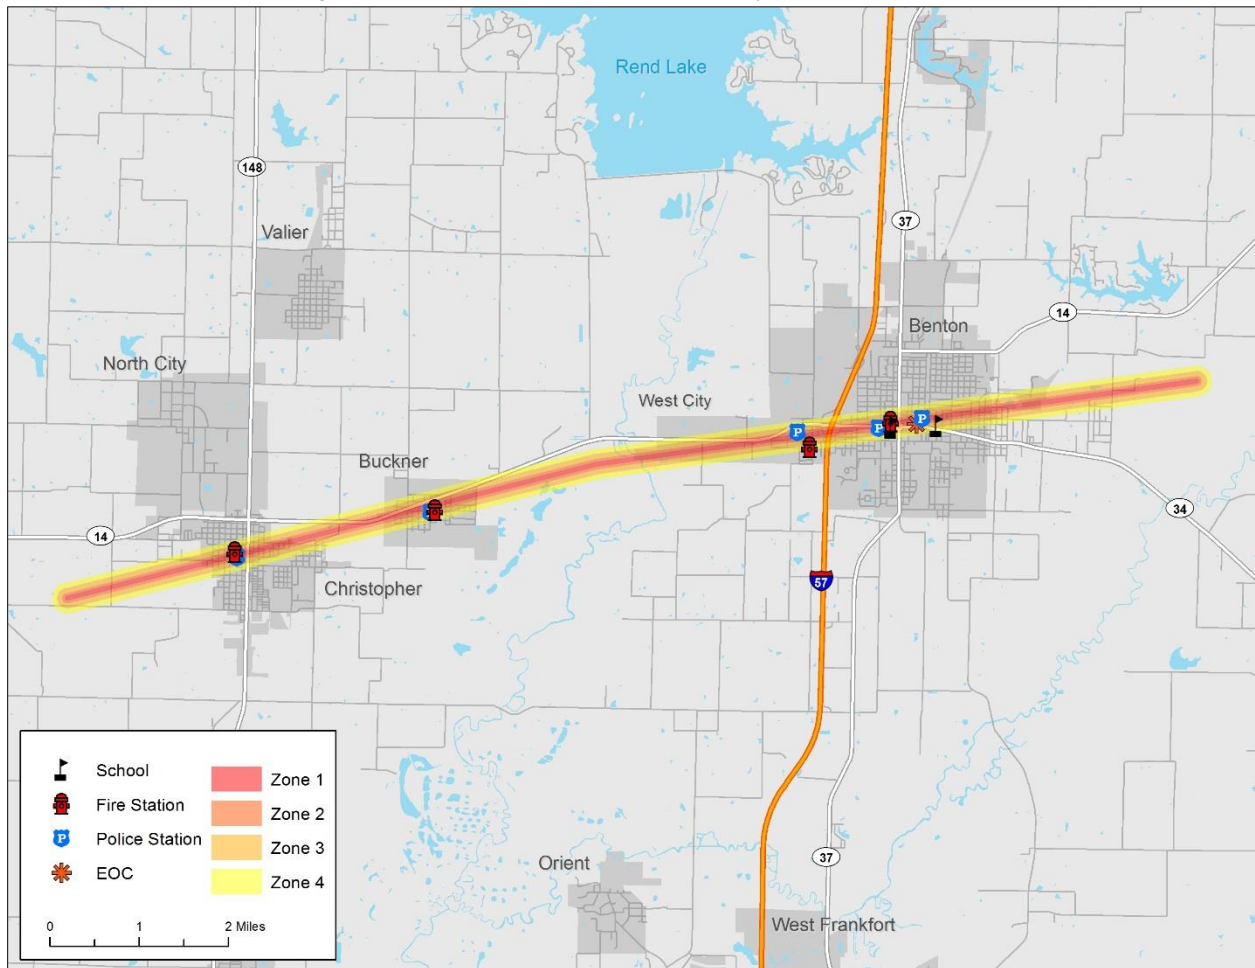 Rend Lake
148
37
Valier
14
Benton
North City
West City
Buckner
P
P
P
34
14
Christopher
57
School
Zone 1
Fire Station
Zone 2
P
Police Station
Zone 3
EOC
Zone 4
Orient
37
0 1 2 Miles
West Frankfort